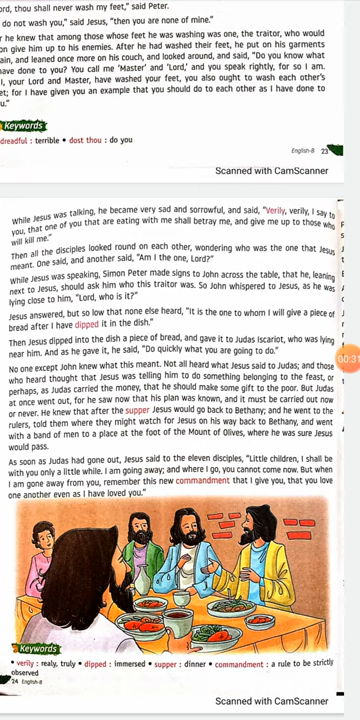 ord, thou shall never wash my feet," said Peter.
do not wash you," said Jesus, "then you are none of mine."
r he knew that among those whose feet he was washing was one, the traitor, who would
on give him up to his enemies. After he had washed their feet, he put on his garments
ain, and leaned once more on his couch, and looked around, and said, "Do you know what
have done to you? You call me 'Master' and 'Lord,' and you speak rightly, for so I am.
I, your Lord and Master, have washed your feet, you also ought to wash each other's
et; for I have given you an example that you should do to each other as I have done to
u."
Keywords
dreadful : terrible • dost thou : do you
English-8 23
Scanned with CamScanner
While Jesus was talking, he became very sad and sorrowful, and said, "Verily, verily, I say to
you, that one of you that are eating with me shall betray me, and give me up to those who
will kill me."
Then all the disciples looked round on each other, wondering who was the one that Jesus
meant. One said, and another said, "Am I the one, Lord?"
While Jesus was speaking, Simon Peter made signs to John across the table, that he, leaning
next to Jesus, should ask him who this traitor was. So John whispered to Jesus, as he was
lying close to him, "Lord, who is it?"
Jesus answered, but so low that none else heard, "It is the one to whom I will give a piece of
bread after I have dipped it in the dish."
Then Jesus dipped into the dish a piece of bread, and gave it to Judas Iscariot, who was lying
near him. And as he gave it, he said, "Do quickly what you are going to do."
No one except John knew what this meant. Not all heard what Jesus said to Judas; and those
who heard thought that Jesus was telling him to do something belonging to the feast, or
perhaps, as Judas carried the money, that he should make some gift to the poor. But Judas
at once went out, for he saw now that his plan was known, and it must be carried out now
or never. He knew that after the supper Jesus would go back to Bethany; and he went to the
rulers, told them where they might watch for Jesus on his way back to Bethany, and went
with a band of men to a place at the foot of the Mount of Olives, where he was sure Jesus
would pass.
As soon as Judas had gone out, Jesus said to the eleven disciples, "Little children, I shall be
with you only a little while. I am going away; and where I go, you cannot come now. But when
I am gone away from you, remember this new commandment that I give you, that you love
one another even as I have loved you."
Keywords
• verily : realy, truly • dipped : immersed • supper : dinner • commandment : a rule to be strictly
observed
24 English-8
Scanned with CamScanner